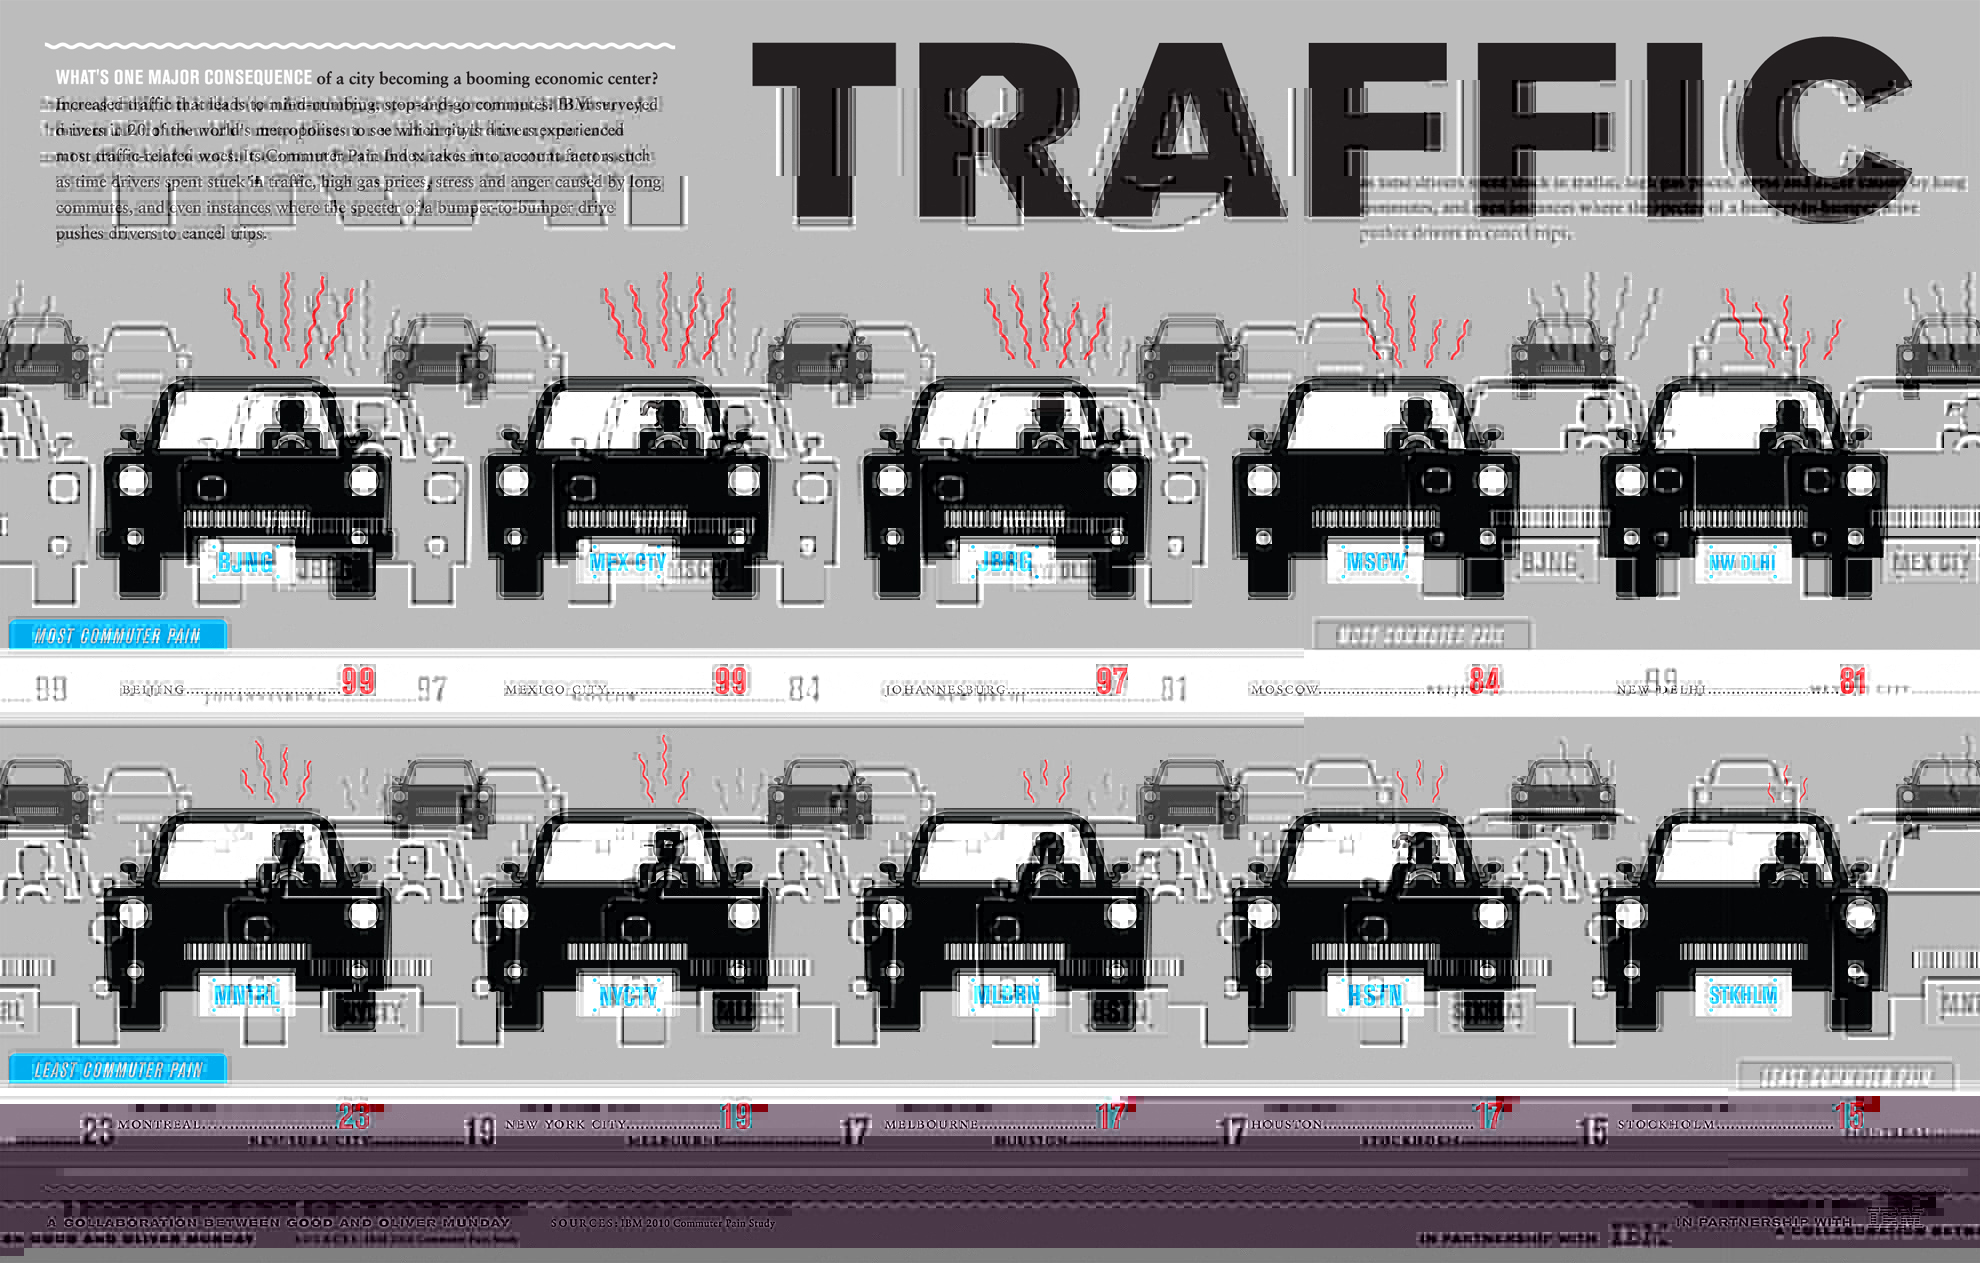 TRAFFIC
WHAT'S ONE MAJOR CONSEQUENCE of a city becoming a booming economic center?
Increased traffic that leads to mind-numbing, stop-and-go commutes. IBM surveyed
drivers in 20 of the world's metropolises to see which city's drivers experienced
most traffic-related woes. Its Commuter Pain Index takes into account factors such
as time drivers spent stuck in traffic, high gas prices, stress and anger caused by long
commutes, and even instances where the specter of a bumper-to-bumper drive
pushes drivers to cancel trips.
BJNG MEX CTY JBRG MSCW NW DLHI
MOST COMMUTER PAIN
BEIJING 99 MEXICO CITY 99 JOHANNESBURG 97 MOSCOW 84 NEW DELHI 81
MNTRL NYCTY MLBRN HSTN STKHLM
LEAST COMMUTER PAIN
MONTREAL 23 NEW YORK CITY 19 MELBOURNE 17 HOUSTON 17 STOCKHOLM 15
A COLLABORATION BETWEEN GOOD AND OLIVER MUNDAY SOURCES: IBM 2010 Commuter Pain Study IN PARTNERSHIP WITH IBM